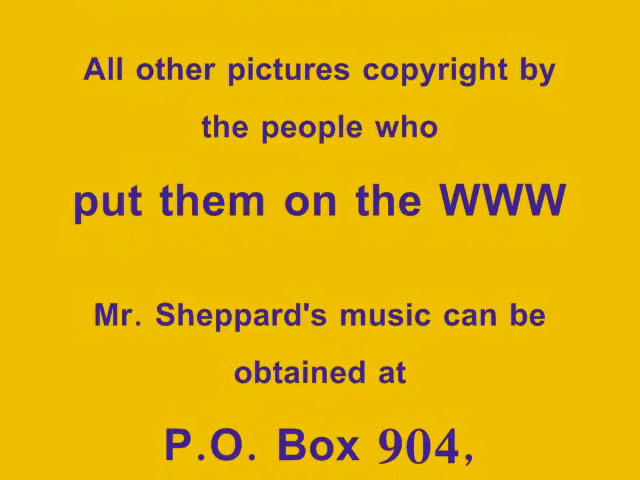 All other pictures copyright by
the people who
put them on the WWW
Mr. Sheppard's music can be
obtained at
P.O. Box 904,